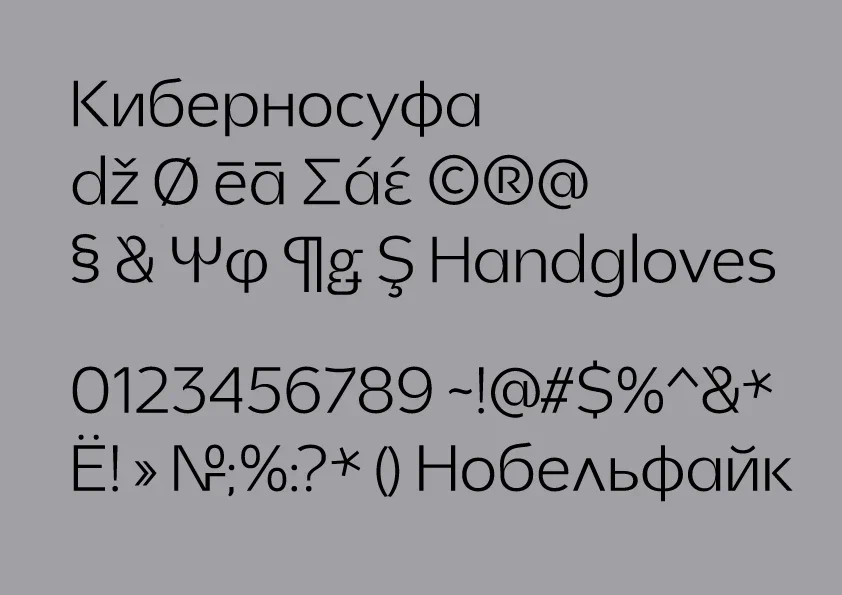 Киберносуфа
dž Ø ēā Σάέ ©®@
§ & Ψφ ¶g Ş Handgloves
0123456789 ~!@#$%^&*
Ё! » №;%:?* () Нобельфайк